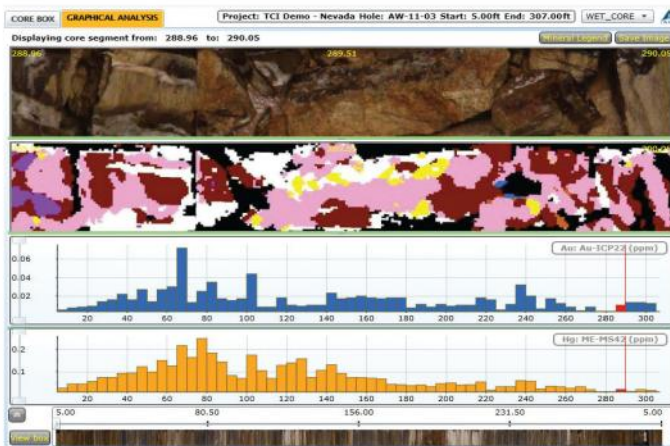 CORE BOX GRAPHICAL ANALYSIS Project: TCI Demo - Nevada Hole: AW-11-03 Start: 5.00ft End: 307.00ft WET_CORE
Displaying core segment from: 288.96 to: 290.05 Mineral Legend Save Image
288.96 289.51 290.05
290.05
Au: Au-ICP22 (ppm)
0.06
0.02
20 40 60 80 100 120 140 160 180 200 220 240 260 280 300
Hg: ME-MS42 (ppm)
0.2
0.1
20 40 60 80 100 120 140 160 180 200 220 240 260 280 300
5.00 80.50 156.00 231.50 5.00
View box